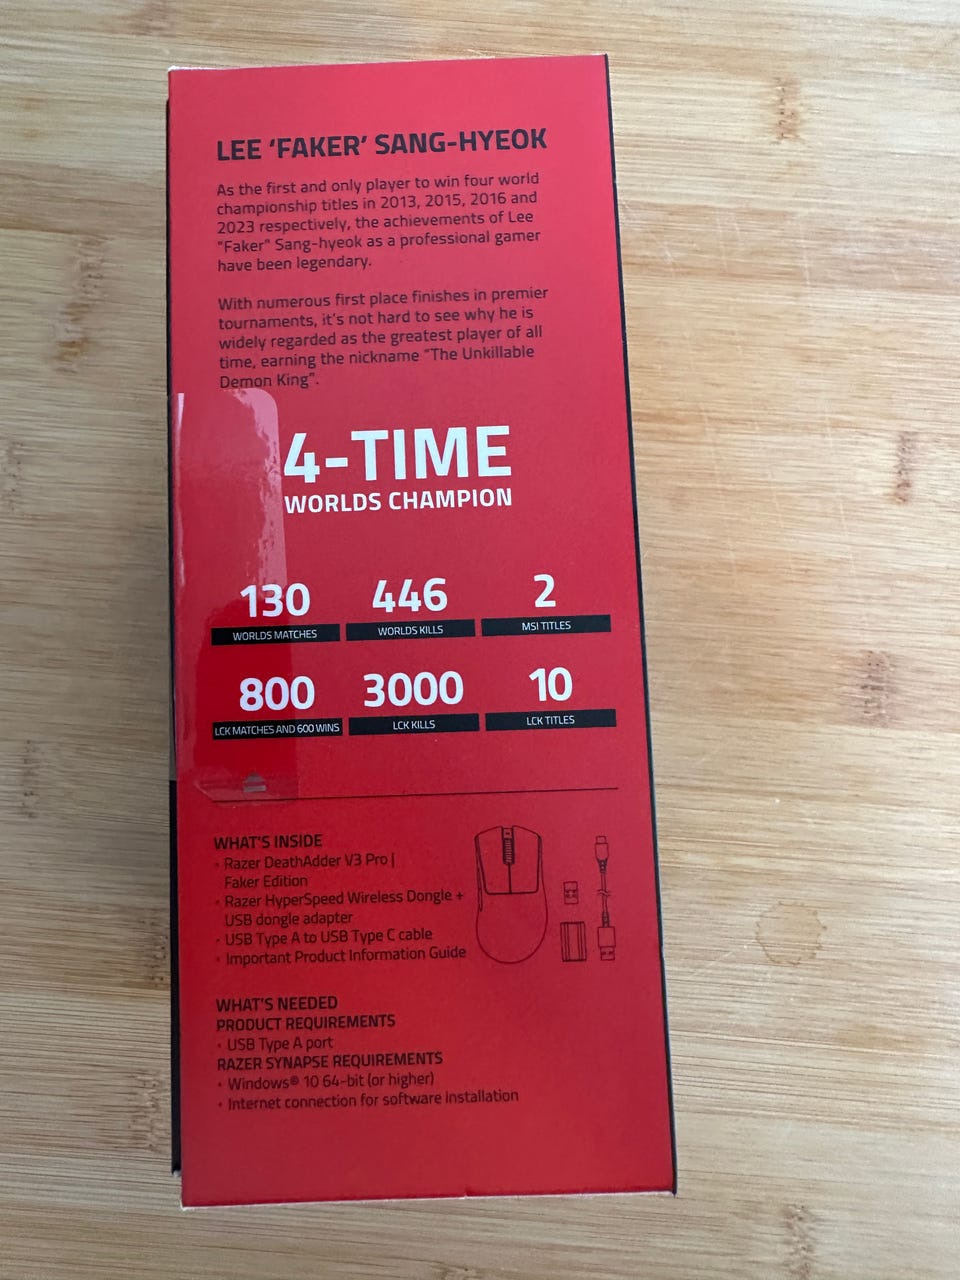 LEE ‘FAKER’ SANG-HYEOK
As the first and only player to win four world
championship titles in 2013, 2015, 2016 and
2023 respectively, the achievements of Lee
"Faker" Sang-hyeok as a professional gamer
have been legendary.
With numerous first place finishes in premier
tournaments, it’s not hard to see why he is
widely regarded as the greatest player of all
time, earning the nickname “The Unkillable
Demon King”.
4-TIME
WORLDS CHAMPION
130 446 2
WORLDS MATCHES WORLDS KILLS MSI TITLES
800 3000 10
LCK MATCHES AND 600 WINS LCK KILLS LCK TITLES
WHAT’S INSIDE
· Razer DeathAdder V3 Pro |
Faker Edition
· Razer HyperSpeed Wireless Dongle +
USB dongle adapter
· USB Type A to USB Type C cable
· Important Product Information Guide
WHAT’S NEEDED
PRODUCT REQUIREMENTS
· USB Type A port
RAZER SYNAPSE REQUIREMENTS
· Windows® 10 64-bit (or higher)
· Internet connection for software installation